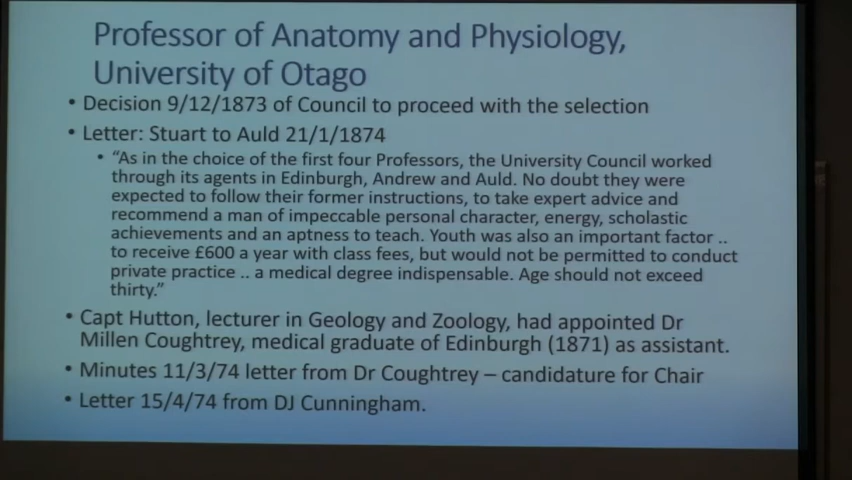 Professor of Anatomy and Physiology,
University of Otago
• Decision 9/12/1873 of Council to proceed with the selection
• Letter: Stuart to Auld 21/1/1874
• “As in the choice of the first four Professors, the University Council worked
through its agents in Edinburgh, Andrew and Auld. No doubt they were
expected to follow their former instructions, to take expert advice and
recommend a man of impeccable personal character, energy, scholastic
achievements and an aptness to teach. Youth was also an important factor ..
to receive £600 a year with class fees, but would not be permitted to conduct
private practice .. a medical degree indispensable. Age should not exceed
thirty.”
• Capt Hutton, lecturer in Geology and Zoology, had appointed Dr
Millen Coughtrey, medical graduate of Edinburgh (1871) as assistant.
• Minutes 11/3/74 letter from Dr Coughtrey – candidature for Chair
• Letter 15/4/74 from DJ Cunningham.